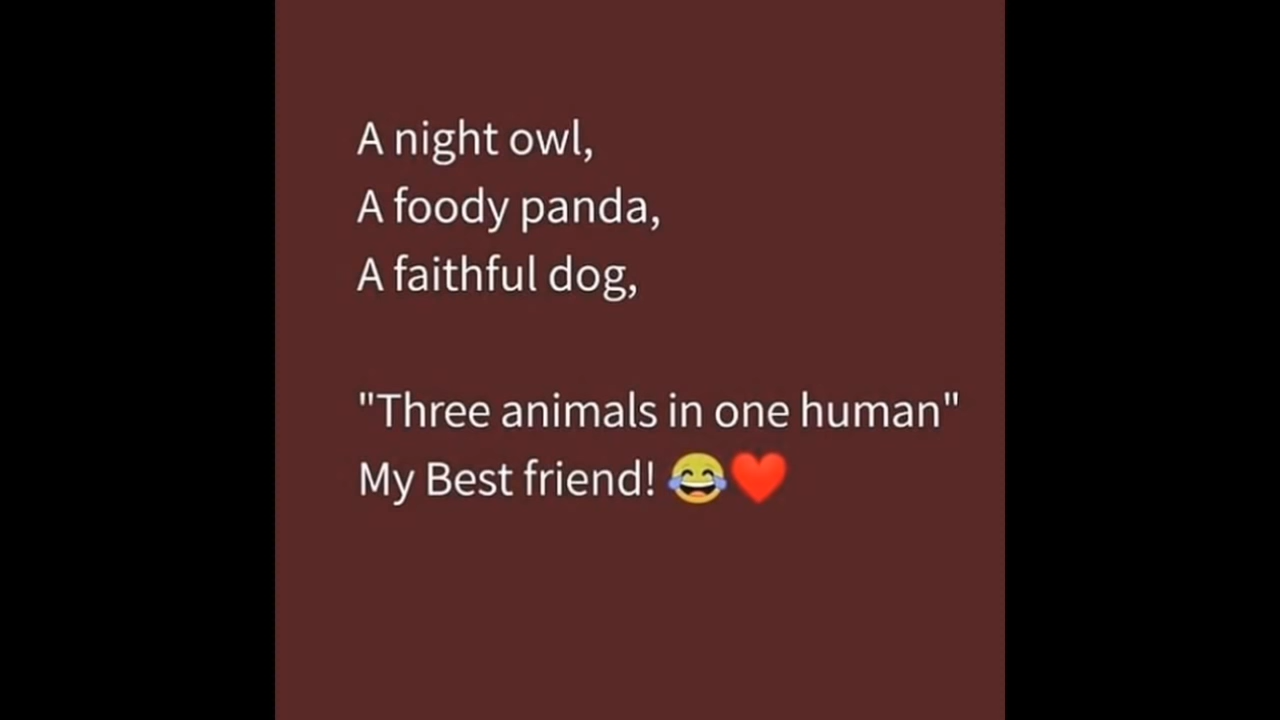 A night owl,
A foody panda,
A faithful dog,
"Three animals in one human"
My Best friend! 😂❤️